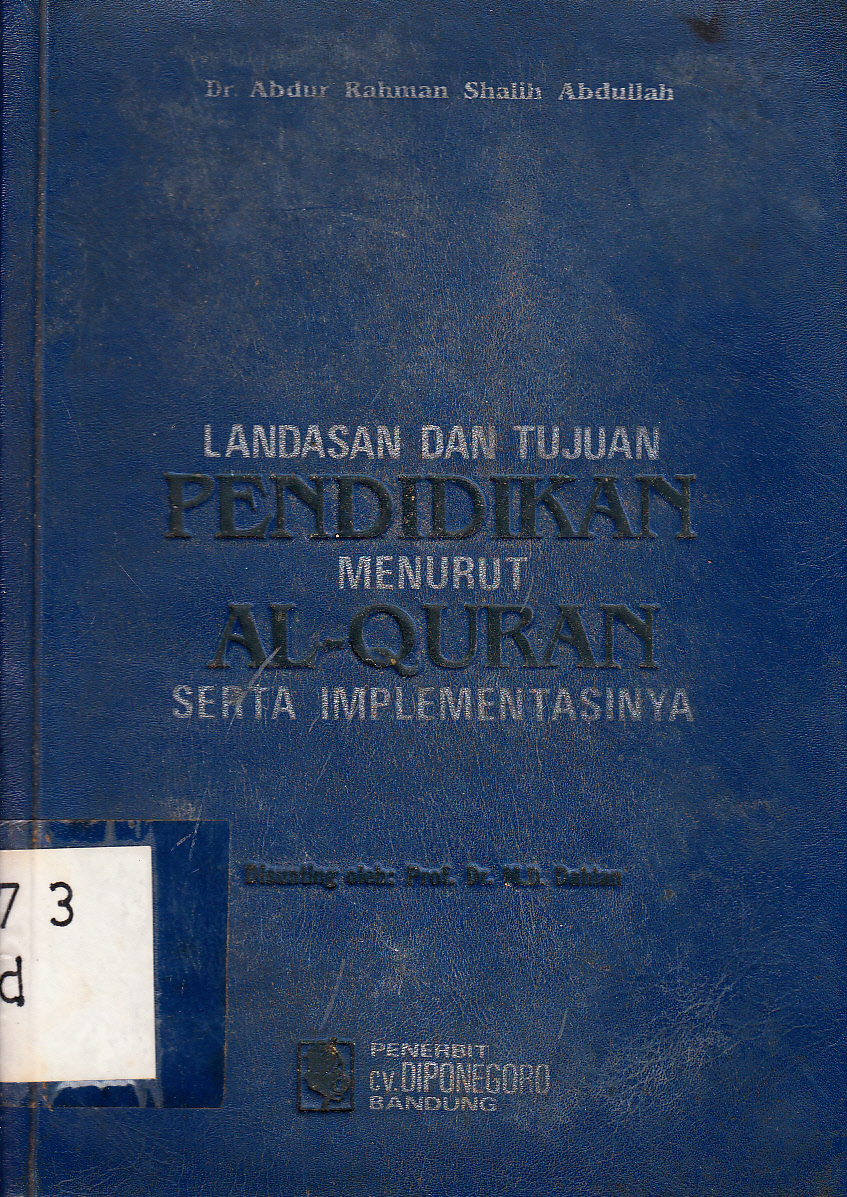 Dr. Abdur Rahman Shalih Abdullah
LANDASAN DAN TUJUAN
PENDIDIKAN
MENURUT
AL-QURAN
SERTA IMPLEMENTASINYA
Disunting oleh: Prof. Dr. M.D. Dahlan
7 3
d
PENERBIT
CV. DIPONEGORO
BANDUNG